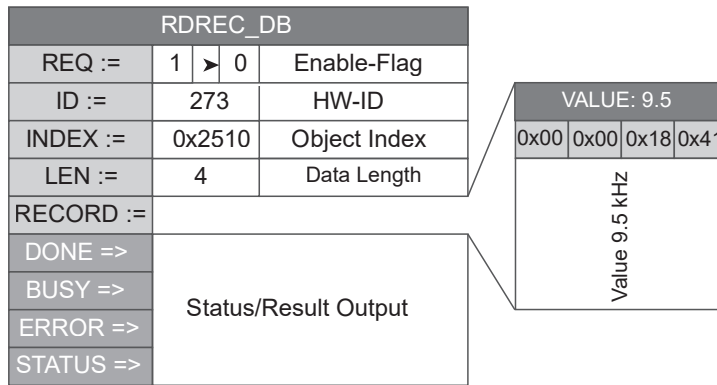 RDREC_DB
REQ := 1 ➤ 0 Enable-Flag
ID := 273 HW-ID
INDEX := 0x2510 Object Index
LEN := 4 Data Length
RECORD :=
DONE =>
BUSY =>
ERROR =>
STATUS =>
Status/Result Output
VALUE: 9.5
0x00 0x00 0x18 0x41
Value 9.5 kHz